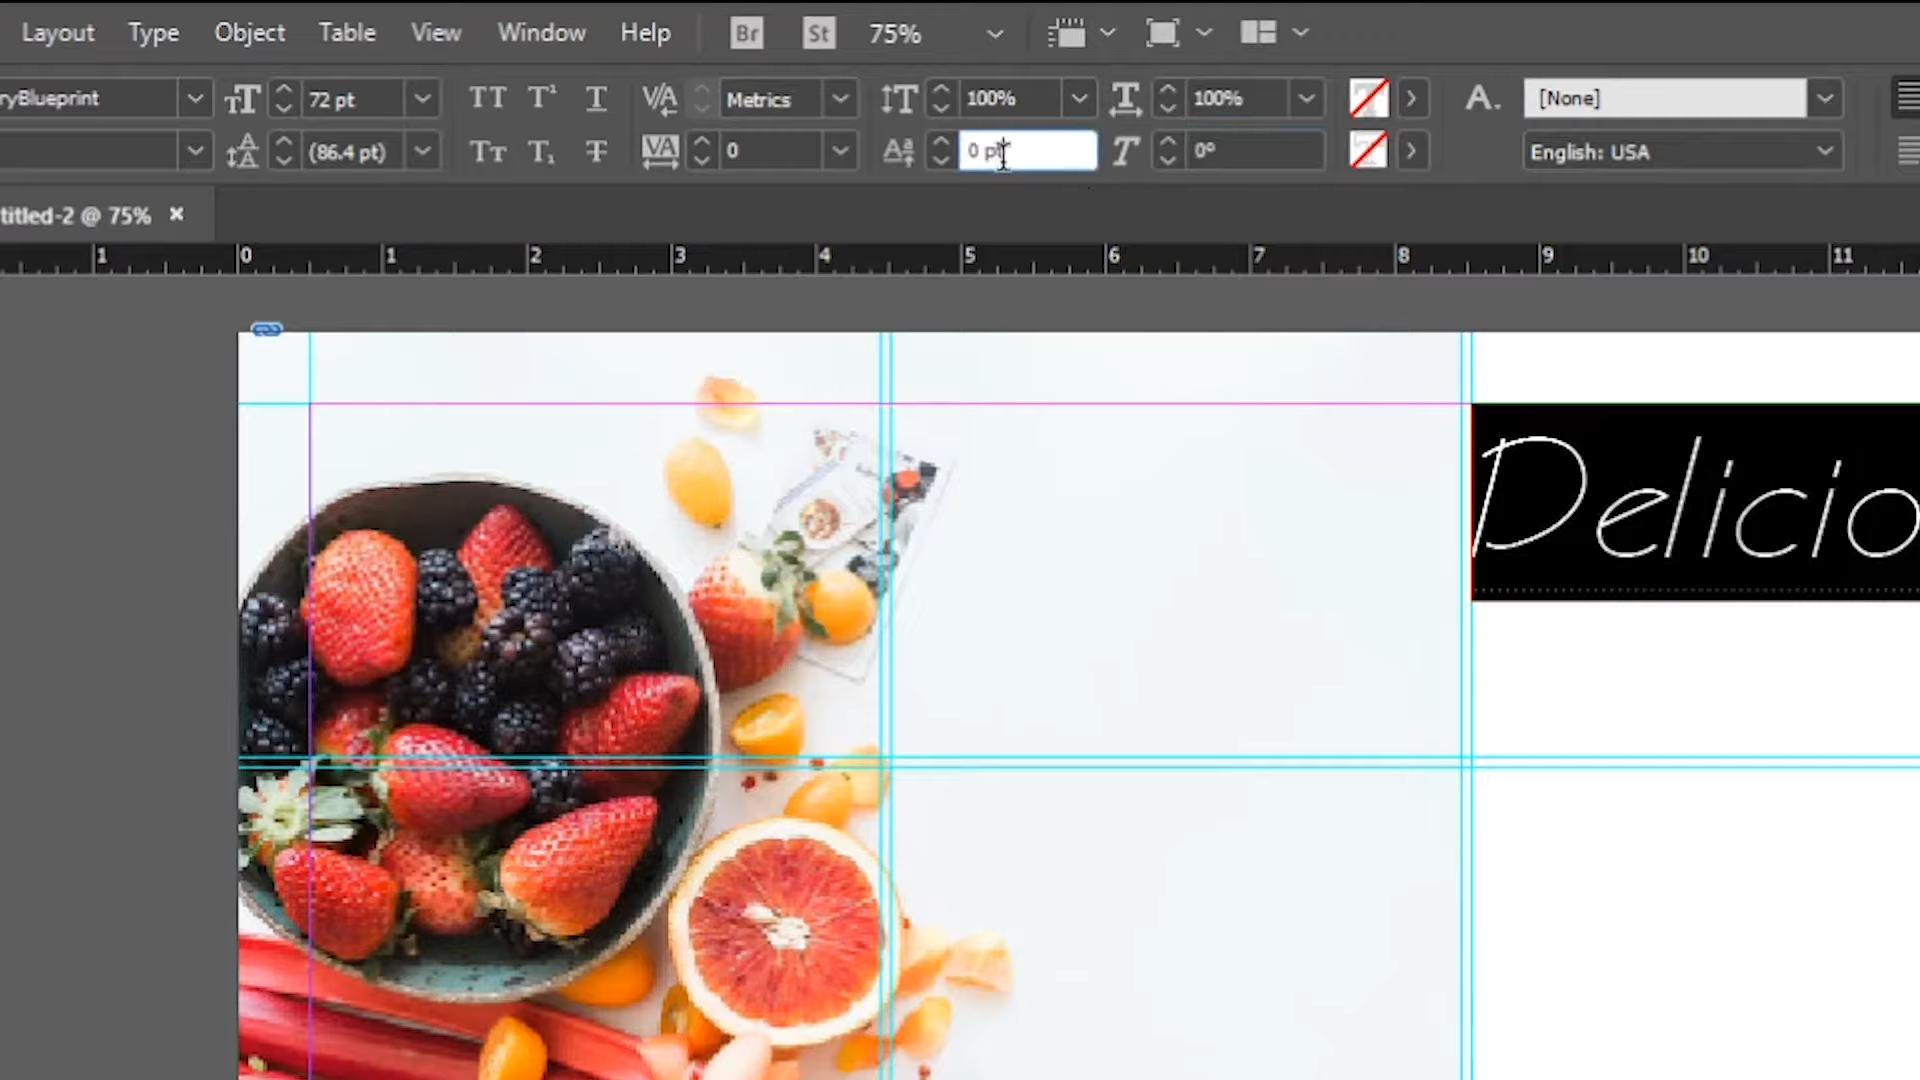 Layout Type Object Table View Window Help Br St 75%
ryBlueprint 72 pt Metrics 100% 100% [None]
(86.4 pt) 0 0 pt 0° English: USA
titled-2 @ 75% ×
1 0 1 2 3 4 5 6 7 8 9 10 11
Delicio